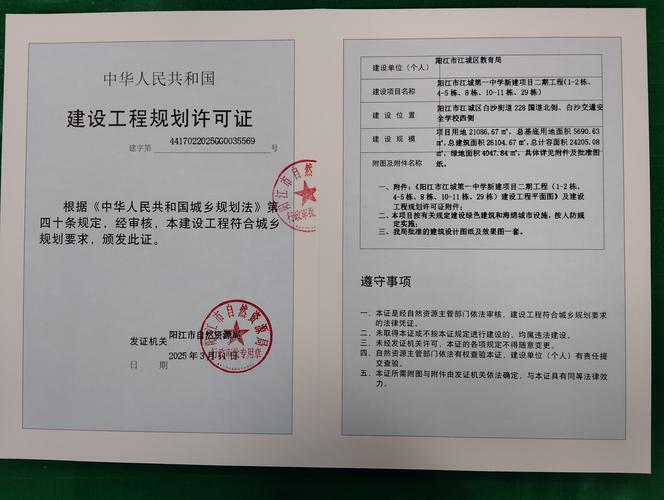 中华人民共和国
建设工程规划许可证
建字第 4417022025GG0035569 号
根据《中华人民共和国城乡规划法》第
四十条规定，经审核，本建设工程符合城乡
规划要求，颁发此证。
发证机关 阳江市自然资源局
日期 2025年3月11日
阳江市自然资源局
行政审批专用章
建设单位（个人） 阳江市江城区教育局
建设项目名称 阳江市江城第一中学新建项目二期工程(1-2栋、
4-5栋、8栋、10-11栋、29栋)
建设位置 阳江市江城区白沙街道228国道北侧、白沙交通安
全学校西侧
建设规模 项目用地21086.67㎡，总基底用地面积5690.63
㎡,总建筑面积26104.67㎡,总计容面积24205.08
㎡,绿地面积4047.84㎡，具体详见附件及批准图
纸。
附图及附件名称
一、附件:《阳江市江城第一中学新建项目二期工程（1-2栋、
4-5栋、8栋、10-11栋、29栋）建设工程平面图》及建设
工程规划许可证附件；
二、本项目按有关规定建设绿色建筑和海绵城市设施，按人防规
定实施；
三、我局批准的建筑设计图纸及效果图一套。
遵守事项
一、本证是经自然资源主管部门依法审核，建设工程符合城乡规划要求
的法律凭证。
二、未取得本证或不按本证规定进行建设的，均属违法建设。
三、未经发证机关许可，本证的各项规定不得随意变更。
四、自然资源主管部门依法有权查验本证，建设单位（个人）有责任
提交查验。
五、本证所需附图与附件由发证机关依法确定，与本证具有同等法律效
力。